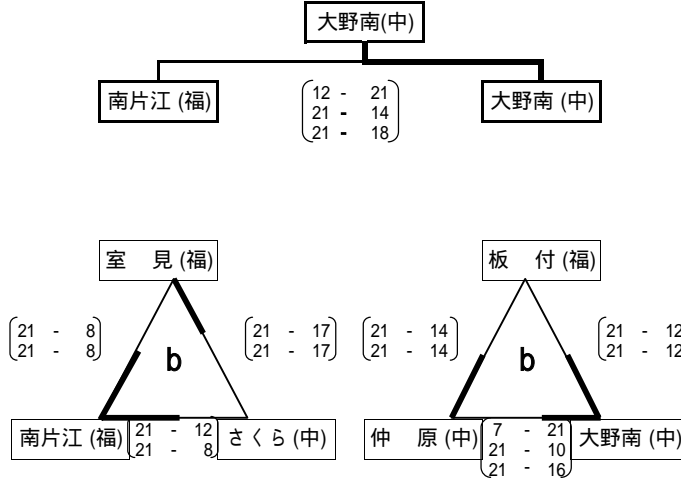 大野南(中)
南片江 (福)
12 - 21
21 - 14
21 - 18
大野南 (中)
室 見 (福)
板 付 (福)
21 - 8
21 - 8
b
21 - 17
21 - 17
21 - 14
21 - 14
b
21 - 12
21 - 12
南片江 (福)
21 - 12
21 - 8
さくら (中)
仲 原 (中)
7 - 21
21 - 10
21 - 16
大野南 (中)